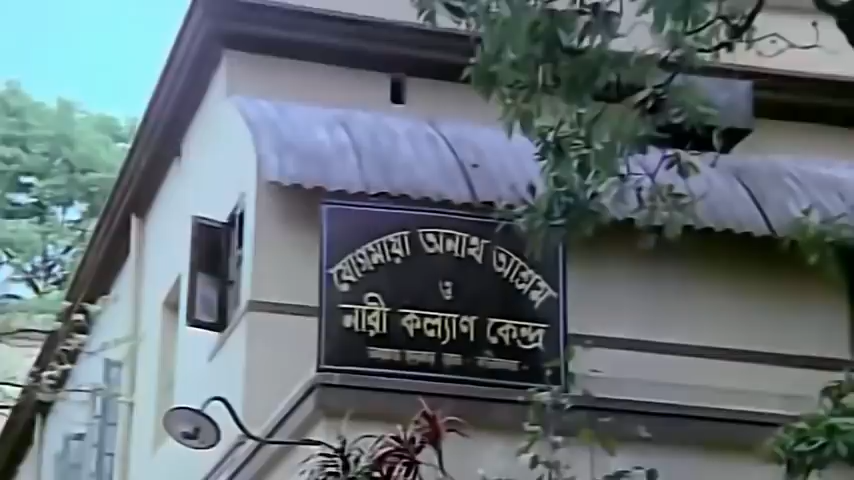 যোগমায়া অনাথ আশ্রম
ও
নারী কল্যাণ কেন্দ্র